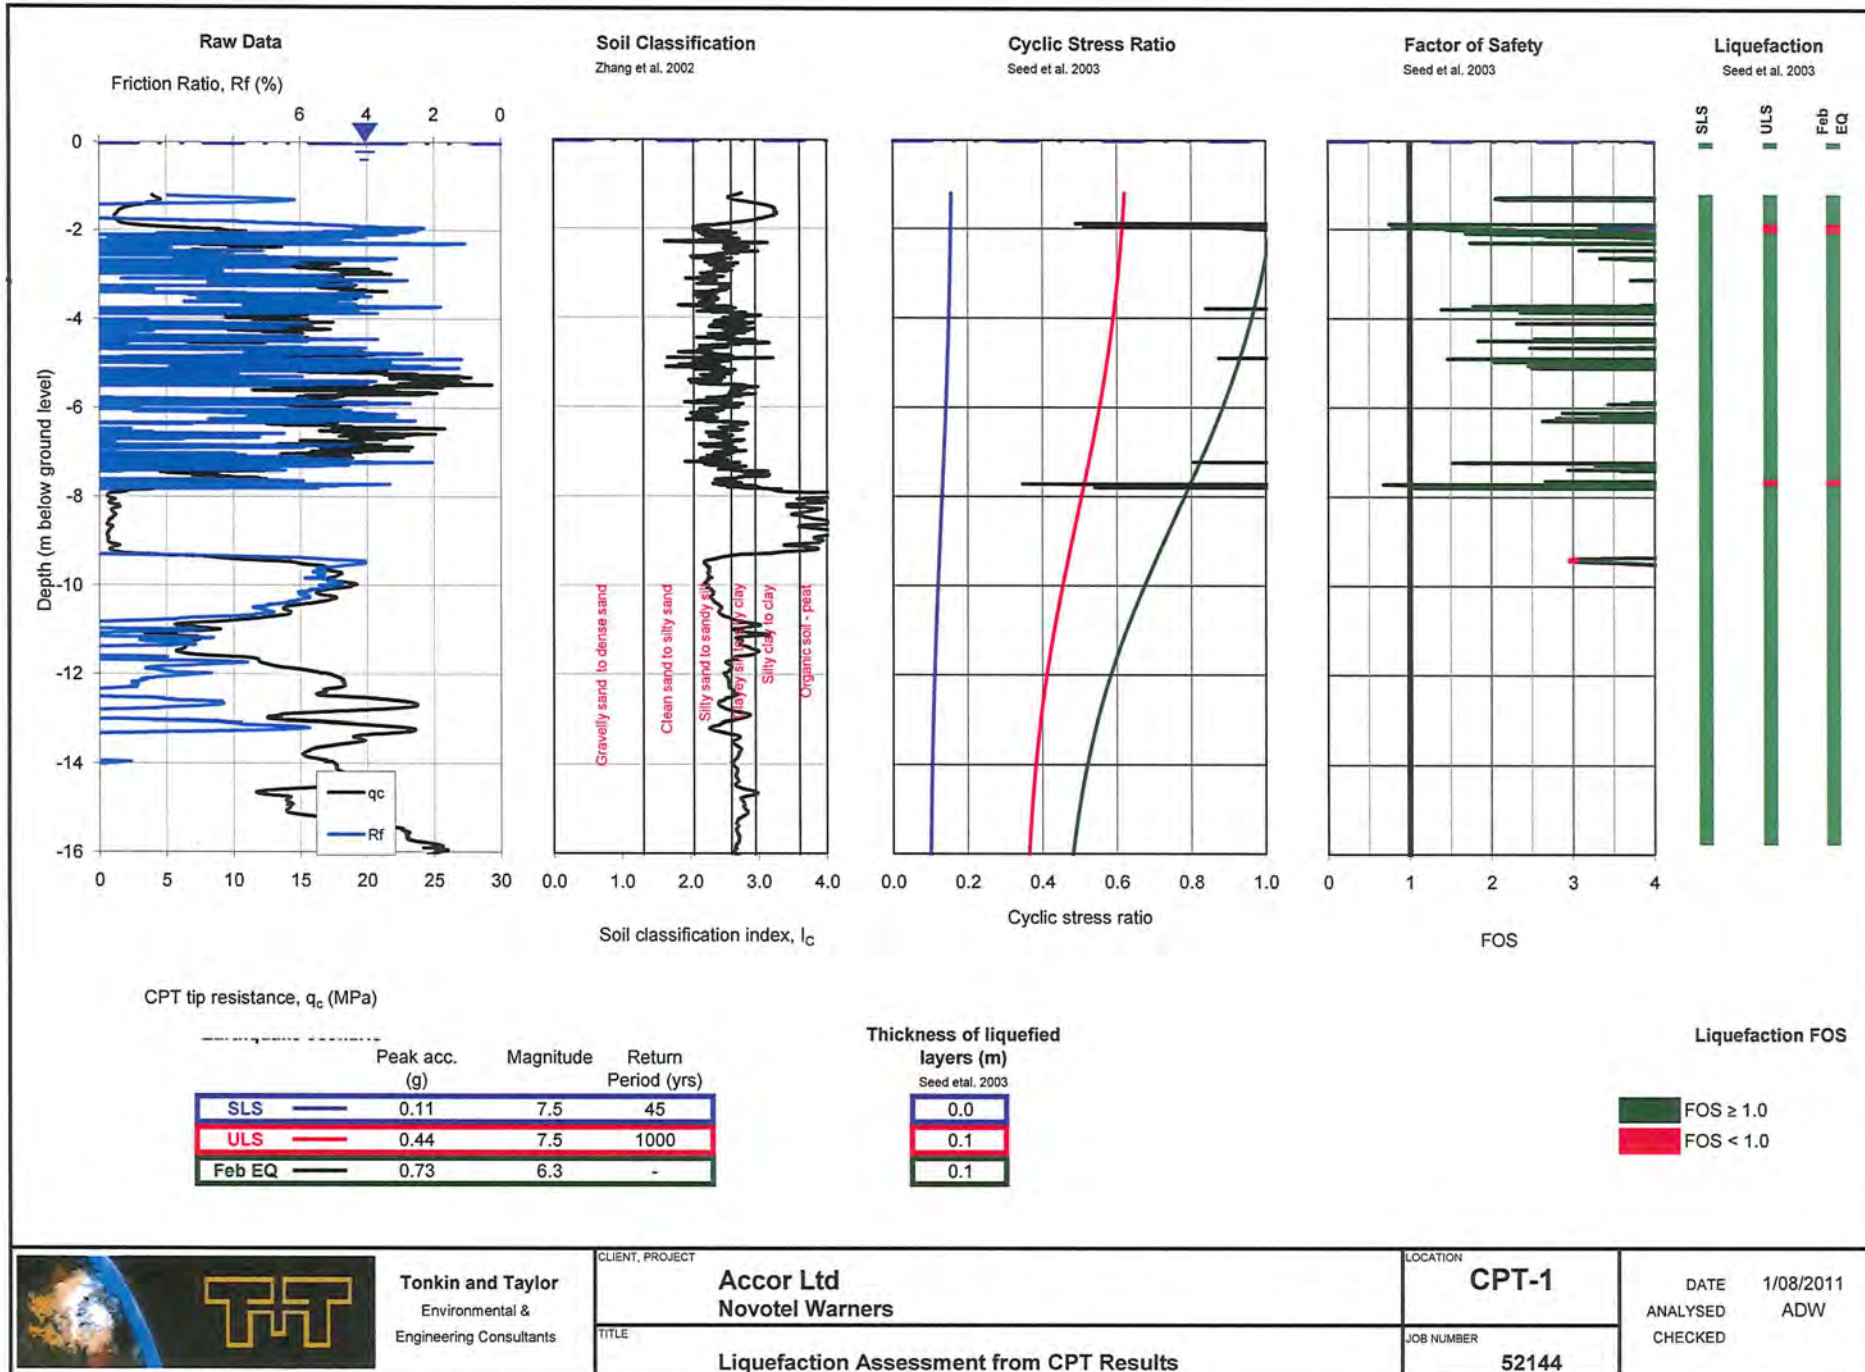 Raw Data
Friction Ratio, Rf (%)
6 4 2 0
Depth (m below ground level)
0
-2
-4
-6
-8
-10
-12
-14
-16
0 5 10 15 20 25 30
qc
Rf
CPT tip resistance, qc (MPa)
Soil Classification
Zhang et al. 2002
Gravelly sand to dense sand
Clean sand to silty sand
Silty sand to sandy silt
Clayey silt to silty clay
Silty clay to clay
Organic soil - peat
0.0 1.0 2.0 3.0 4.0
Soil classification index, IC
Cyclic Stress Ratio
Seed et al. 2003
0.0 0.2 0.4 0.6 0.8 1.0
Cyclic stress ratio
Factor of Safety
Seed et al. 2003
0 1 2 3 4
FOS
Liquefaction
Seed et al. 2003
SLS
ULS
Feb
EQ
Peak acc. Magnitude Return
(g) Period (yrs)
SLS 0.11 7.5 45
ULS 0.44 7.5 1000
Feb EQ 0.73 6.3 -
Thickness of liquefied
layers (m)
Seed etal. 2003
0.0
0.1
0.1
Liquefaction FOS
FOS ≥ 1.0
FOS < 1.0
T+T
Tonkin and Taylor
Environmental &
Engineering Consultants
CLIENT, PROJECT
Accor Ltd
Novotel Warners
TITLE
Liquefaction Assessment from CPT Results
LOCATION
CPT-1
JOB NUMBER
52144
DATE 1/08/2011
ANALYSED ADW
CHECKED